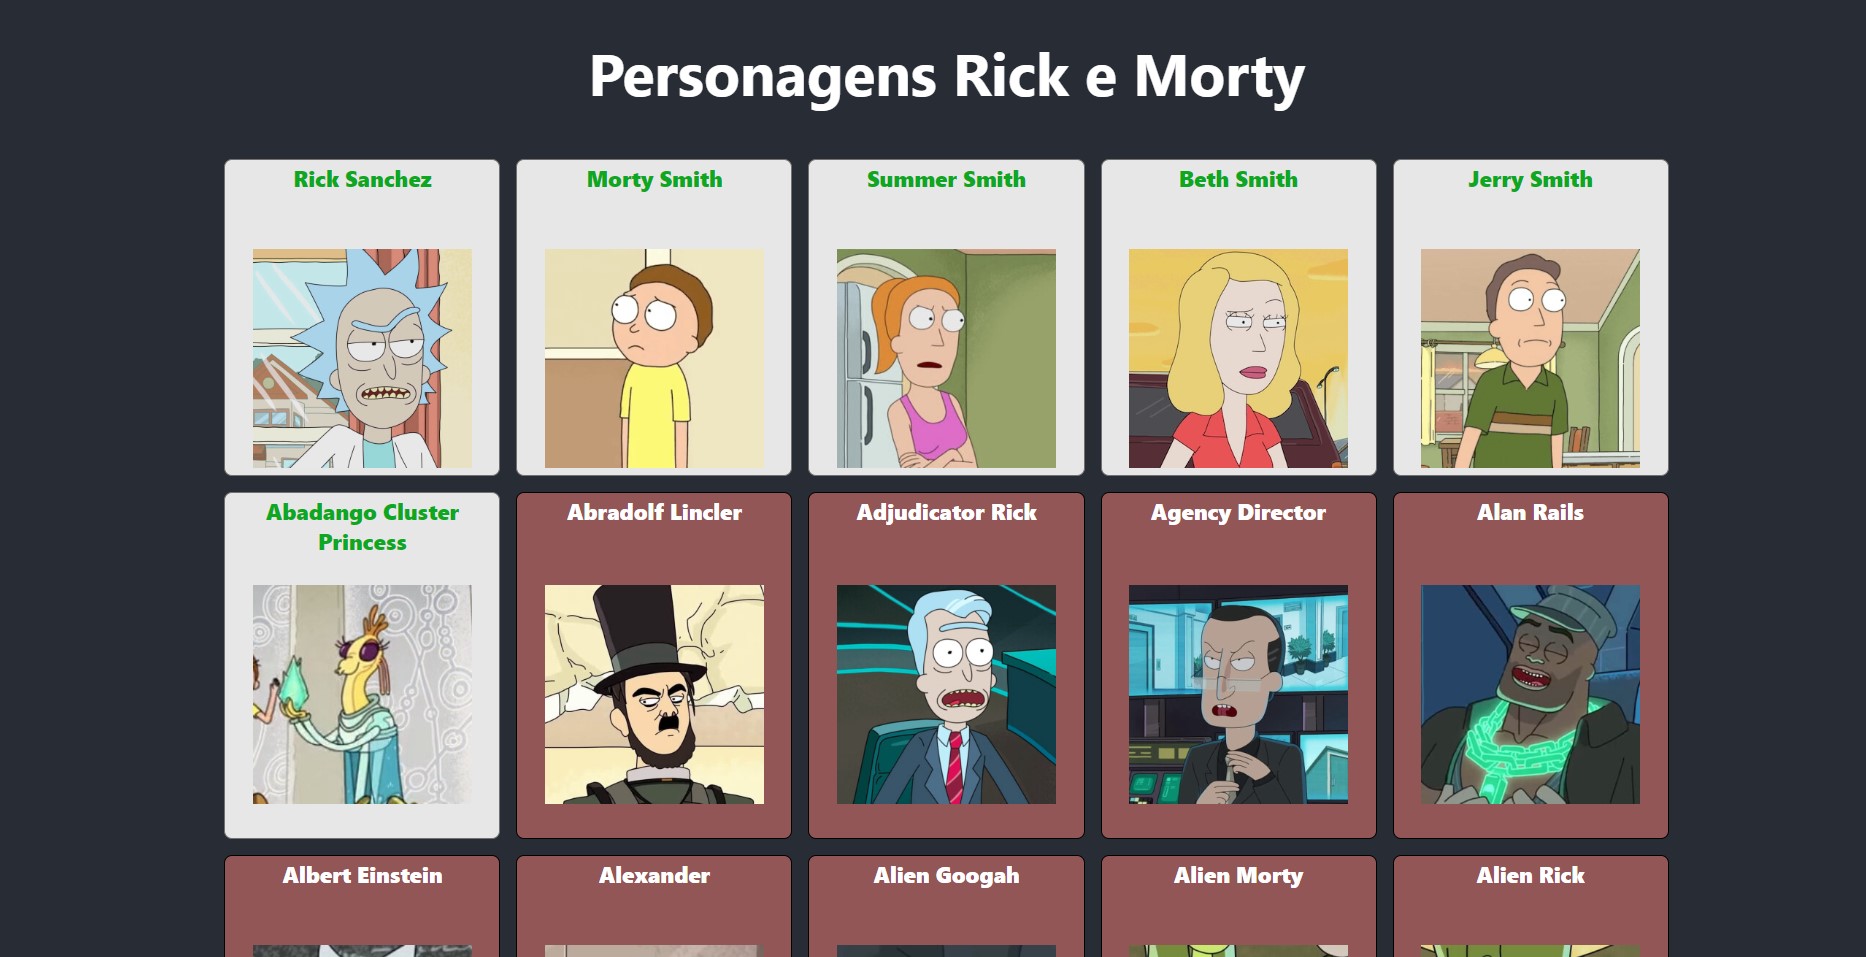 Personagens Rick e Morty
Rick Sanchez
Morty Smith
Summer Smith
Beth Smith
Jerry Smith
Abadango Cluster
Princess
Abradolf Lincler
Adjudicator Rick
Agency Director
Alan Rails
Albert Einstein
Alexander
Alien Googah
Alien Morty
Alien Rick